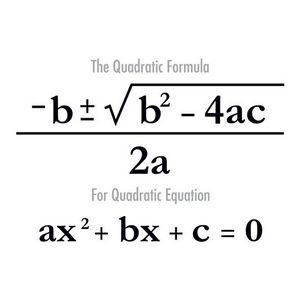 The Quadratic Formula
-b ± √b² - 4ac
2a
For Quadratic Equation
ax² + bx + c = 0